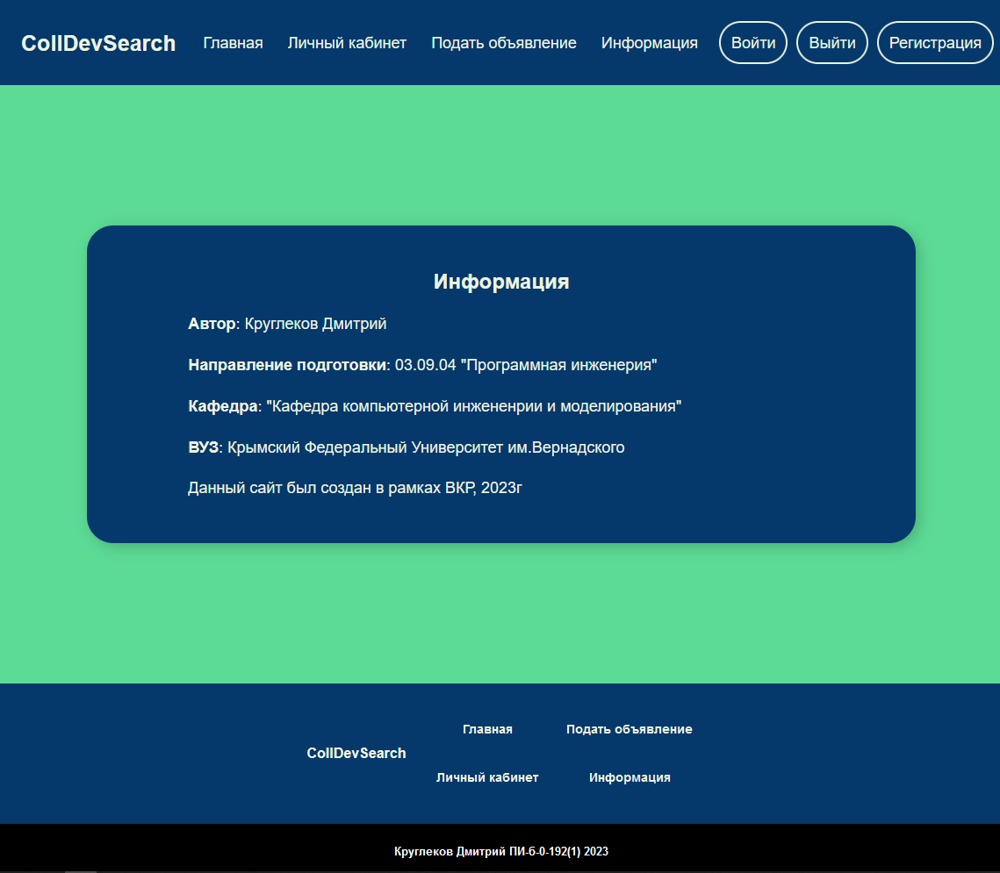 CollDevSearch Главная Личный кабинет Подать объявление Информация Войти Выйти Регистрация
Информация
Автор: Круглеков Дмитрий
Направление подготовки: 03.09.04 "Программная инженерия"
Кафедра: "Кафедра компьютерной инжененрии и моделирования"
ВУЗ: Крымский Федеральный Университет им.Вернадского
Данный сайт был создан в рамках ВКР, 2023г
Главная Подать объявление
CollDevSearch
Личный кабинет Информация
Круглеков Дмитрий ПИ-б-0-192(1) 2023